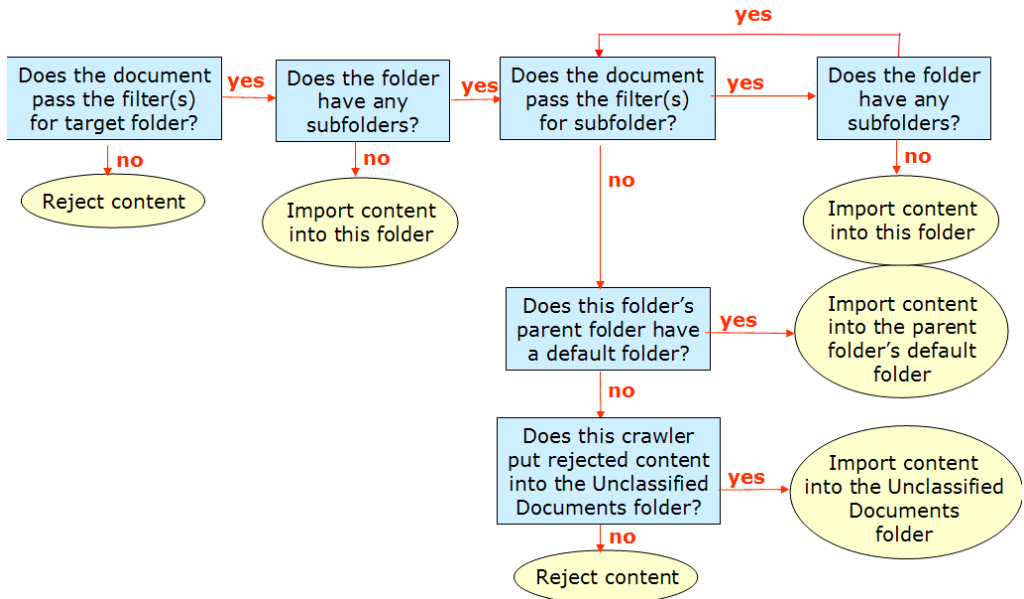 yes
Does the document
pass the filter(s)
for target folder?
yes
Does the folder
have any
subfolders?
yes
Does the document
pass the filter(s)
for subfolder?
yes
Does the folder
have any
subfolders?
no
Reject content
no
Import content
into this folder
no
no
Import content
into this folder
Does this folder’s
parent folder have
a default folder?
yes
Import content
into the parent
folder’s default
folder
no
Does this crawler
put rejected content
into the Unclassified
Documents folder?
yes
Import content
into the Unclassified
Documents
folder
no
Reject content